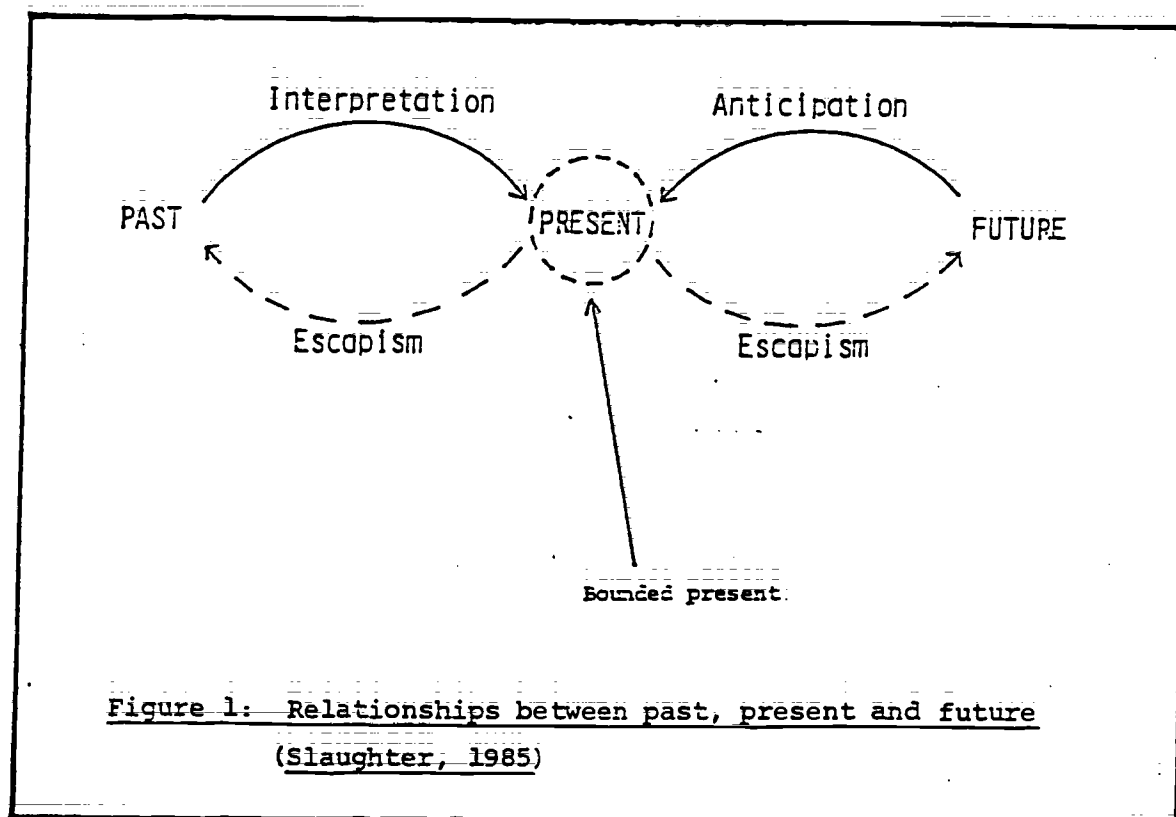 Interpretation
Anticipation
PAST
PRESENT
FUTURE
Escapism
Escapism
Bounded present
Figure 1: Relationships between past, present and future
(Slaughter, 1985)